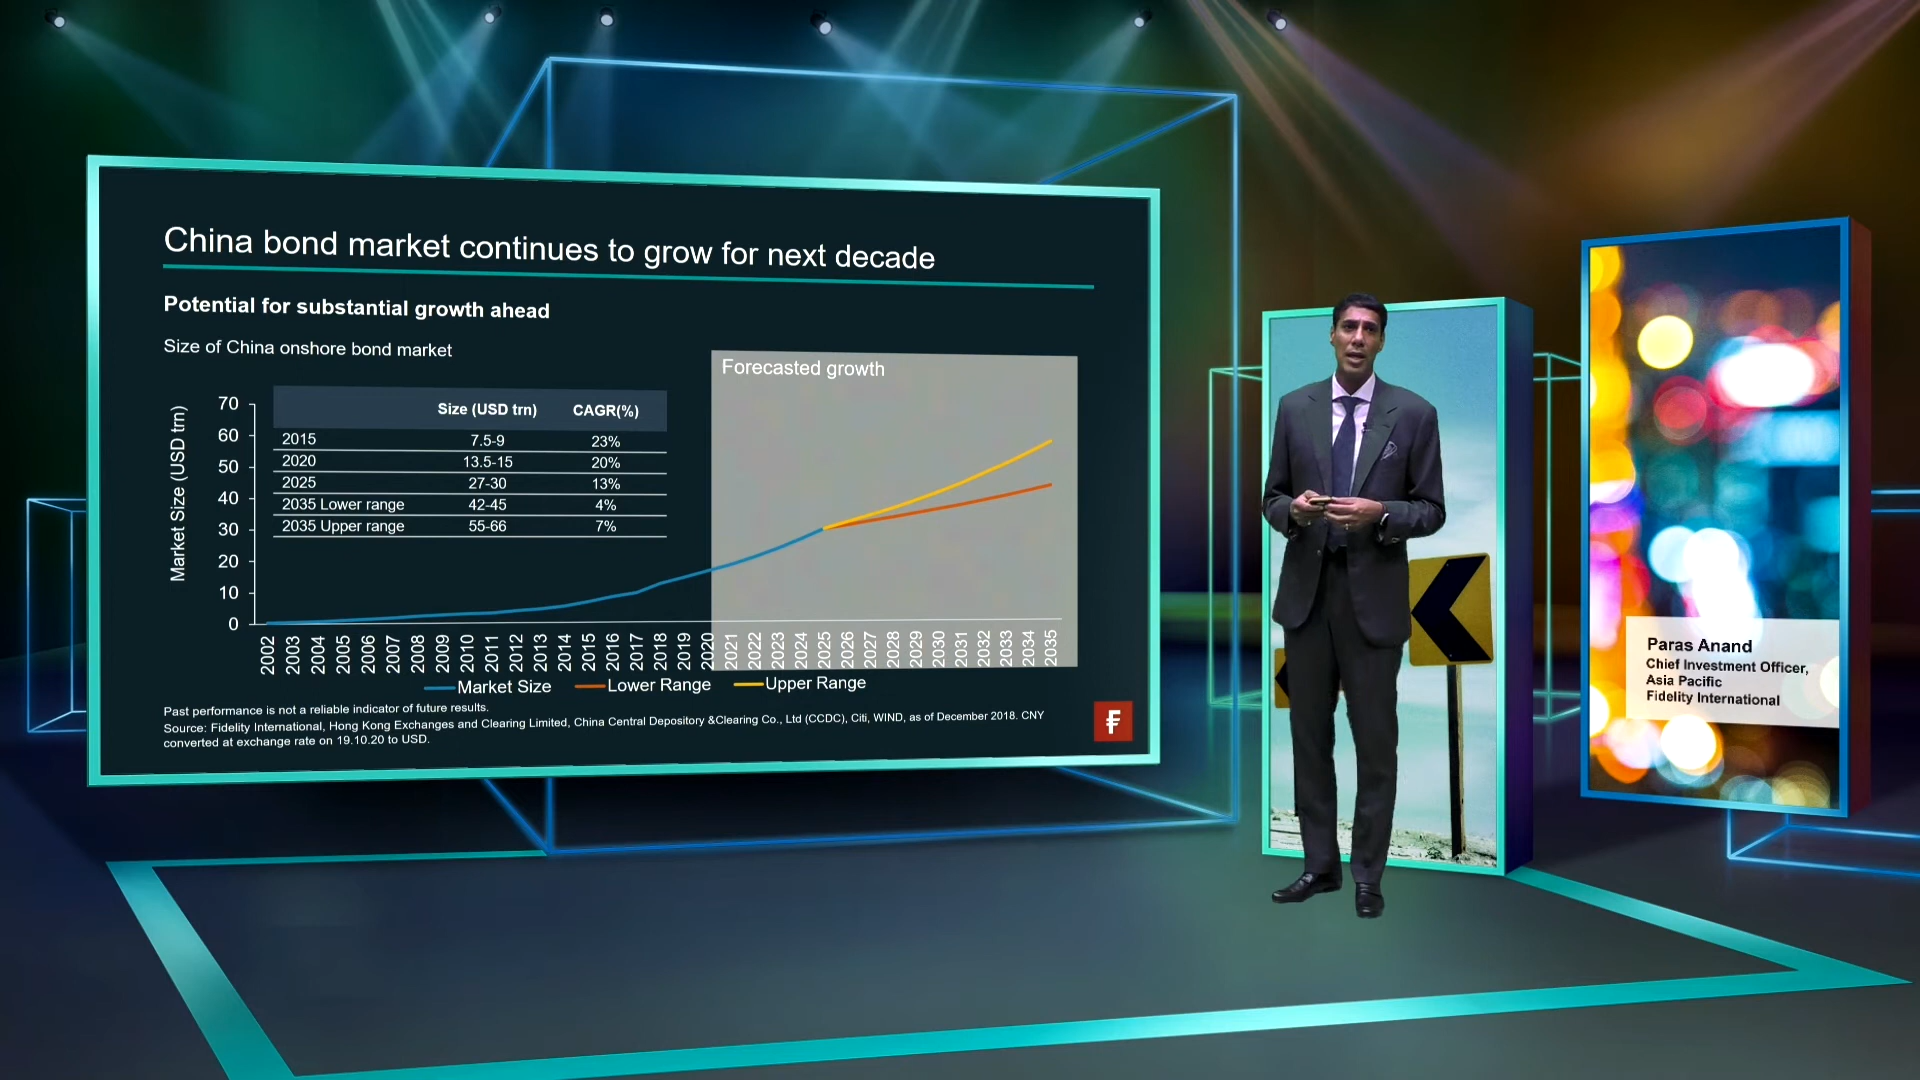 China bond market continues to grow for next decade
Potential for substantial growth ahead
Size of China onshore bond market
Forecasted growth
Size (USD trn) CAGR(%)
2015 7.5-9 23%
2020 13.5-15 20%
2025 27-30 13%
2035 Lower range 42-45 4%
2035 Upper range 55-66 7%
Market Size (USD trn)
70
60
50
40
30
20
10
0
2002 2003 2004 2005 2006 2007 2008 2009 2010 2011 2012 2013 2014 2015 2016 2017 2018 2019 2020 2021 2022 2023 2024 2025 2026 2027 2028 2029 2030 2031 2032 2033 2034 2035
Market Size Lower Range Upper Range
Past performance is not a reliable indicator of future results.
Source: Fidelity International, Hong Kong Exchanges and Clearing Limited, China Central Depository &Clearing Co., Ltd (CCDC), Citi, WIND, as of December 2018. CNY
converted at exchange rate on 19.10.20 to USD.
Paras Anand
Chief Investment Officer,
Asia Pacific
Fidelity International